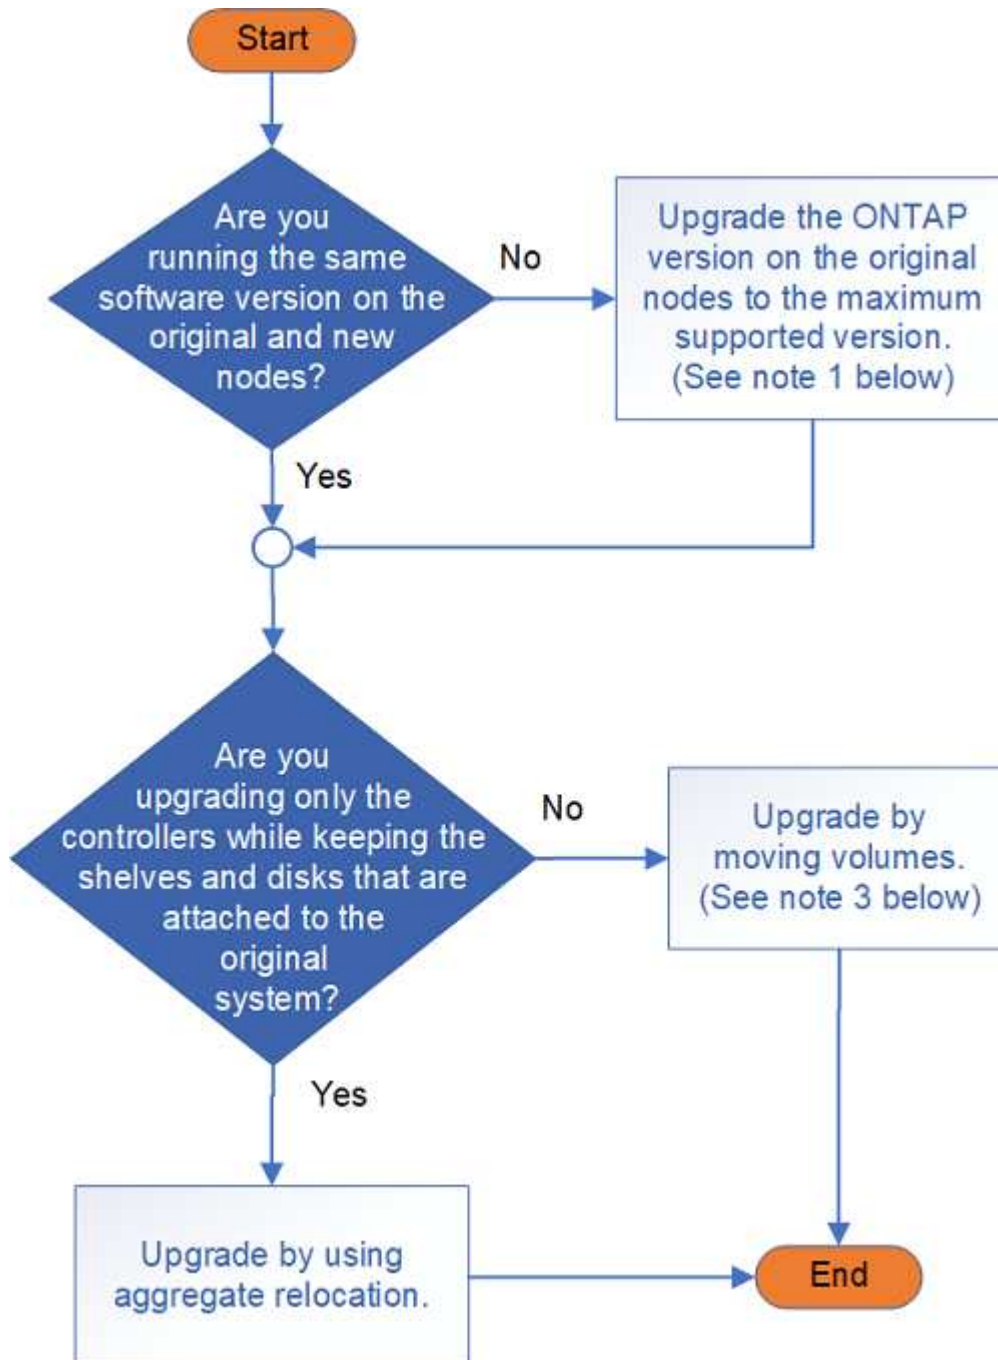 Start
Are you
running the same
software version on the
original and new
nodes?
No
Upgrade the ONTAP
version on the original
nodes to the maximum
supported version.
(See note 1 below)
Yes
Are you
upgrading only the
controllers while keeping the
shelves and disks that are
attached to the
original
system?
No
Upgrade by
moving volumes.
(See note 3 below)
Yes
Upgrade by using
aggregate relocation.
End